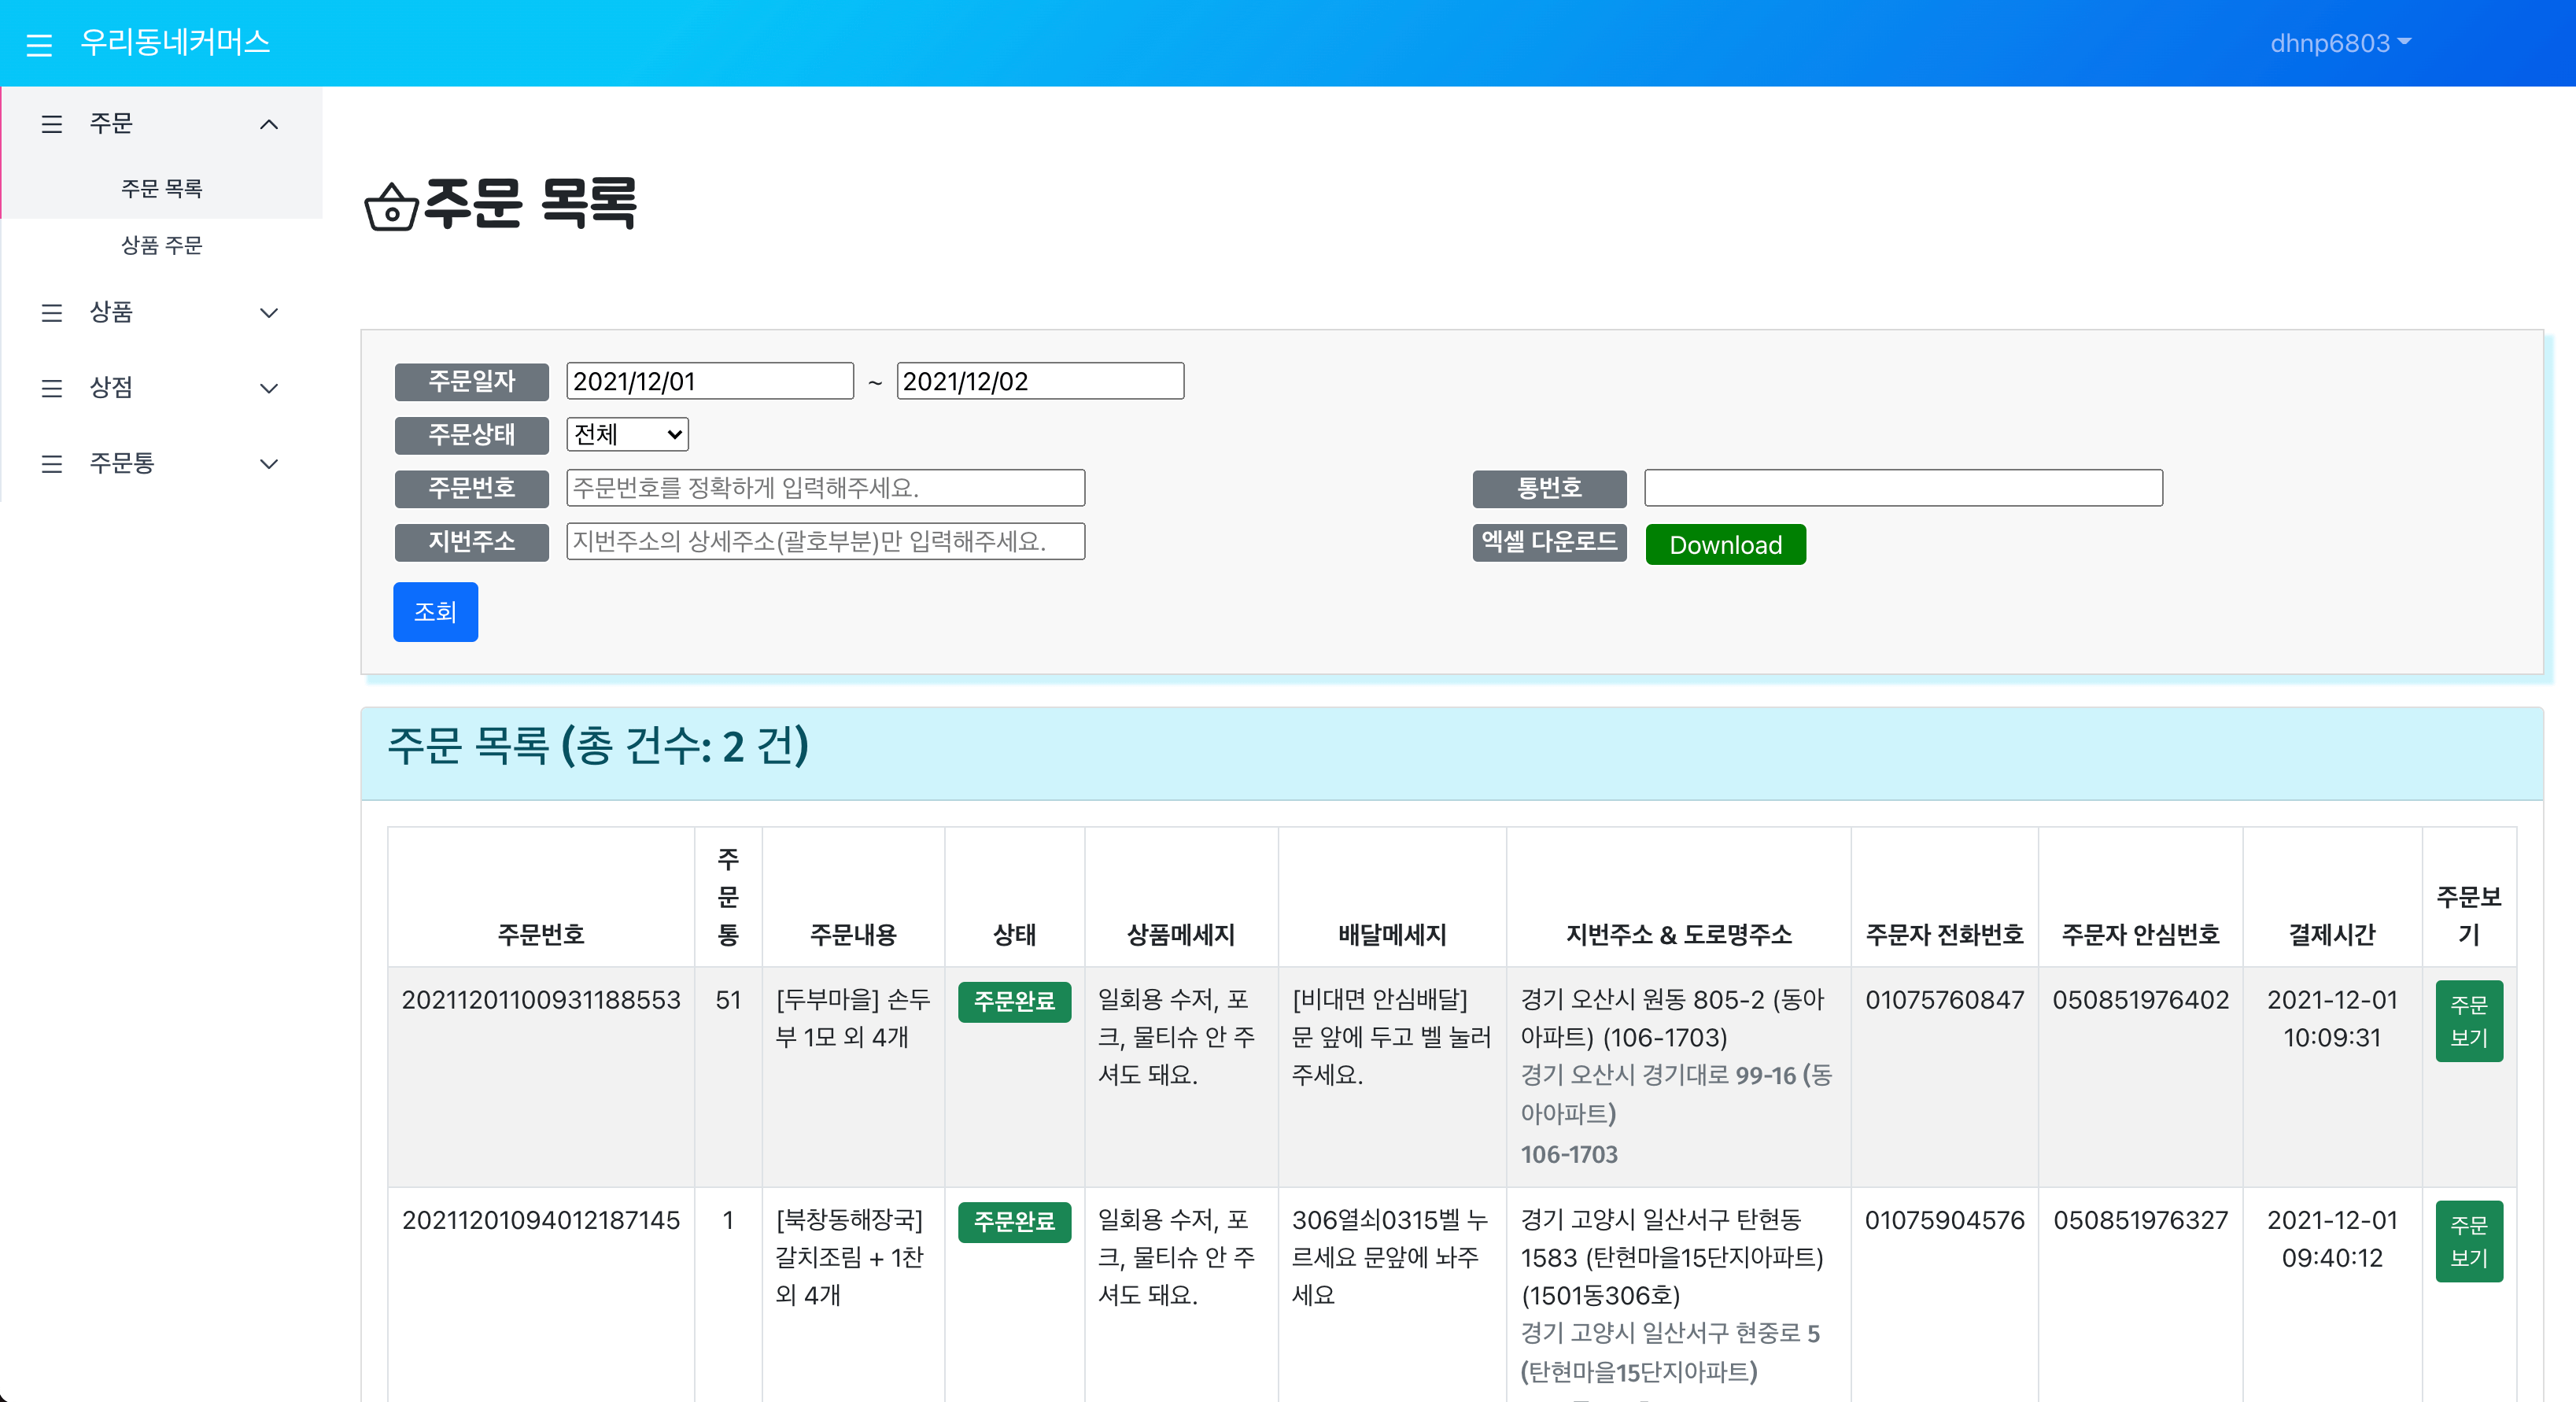 우리동네커머스
dhnp6803
주문
주문 목록
상품 주문
상품
상점
주문통
주문 목록
주문일자 2021/12/01 ~ 2021/12/02
주문상태 전체
주문번호 주문번호를 정확하게 입력해주세요. 통번호
지번주소 지번주소의 상세주소(괄호부분)만 입력해주세요. 엑셀 다운로드 Download
조회
주문 목록 (총 건수: 2 건)
주문번호
주
문
통
주문내용
상태
상품메세지
배달메세지
지번주소 & 도로명주소
주문자 전화번호
주문자 안심번호
결제시간
주문보
기
20211201100931188553
51
[두부마을] 손두
부 1모 외 4개
주문완료
일회용 수저, 포
크, 물티슈 안 주
셔도 돼요.
[비대면 안심배달]
문 앞에 두고 벨 눌러
주세요.
경기 오산시 원동 805-2 (동아
아파트) (106-1703)
경기 오산시 경기대로 99-16 (동
아아파트)
106-1703
01075760847
050851976402
2021-12-01
10:09:31
주문
보기
20211201094012187145
1
[북창동해장국]
갈치조림 + 1찬
외 4개
주문완료
일회용 수저, 포
크, 물티슈 안 주
셔도 돼요.
306열쇠0315벨 누
르세요 문앞에 놔주
세요
경기 고양시 일산서구 탄현동
1583 (탄현마을15단지아파트)
(1501동306호)
경기 고양시 일산서구 현중로 5
(탄현마을15단지아파트)
01075904576
050851976327
2021-12-01
09:40:12
주문
보기